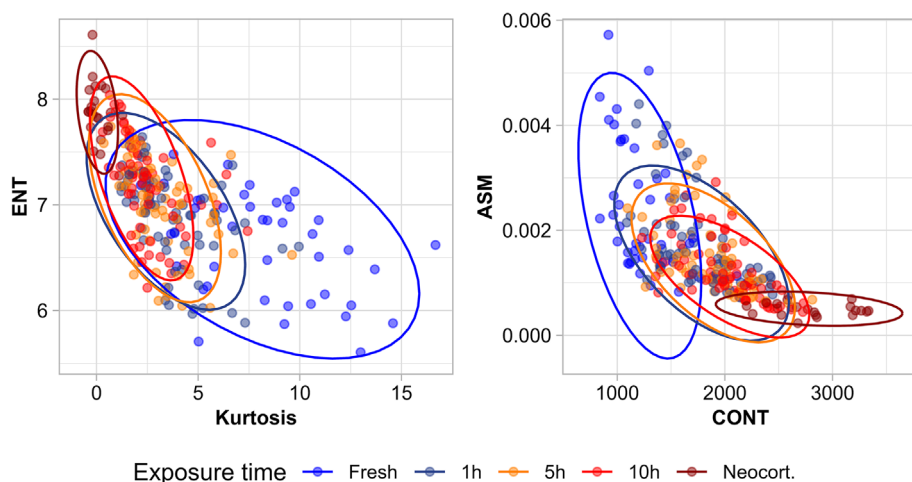 8
7
6
ENT
0
5
10
15
Kurtosis
0.006
0.004
0.002
0.000
ASM
1000
2000
3000
CONT
Exposure time Fresh 1h 5h 10h Neocort.